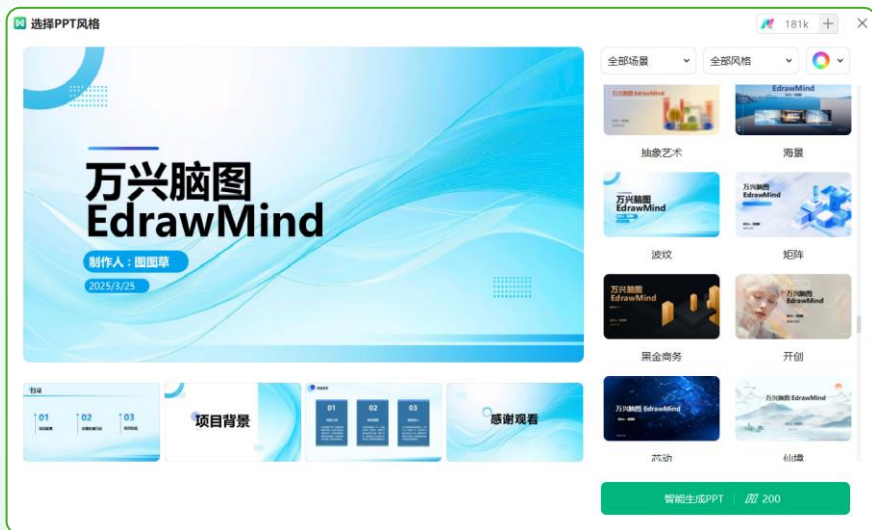 选择PPT风格
181k
万兴脑图
EdrawMind
制作人：图图草
2025/3/25
目录
01
02
03
项目背景
01
02
03
感谢观看
全部场景
全部风格
万兴脑图 EdrawMind
抽象艺术
EdrawMind
海景
万兴脑图
EdrawMind
波纹
万兴脑图
EdrawMind
矩阵
万兴脑图
EdrawMind
黑金商务
万兴脑图
EdrawMind
开创
万兴脑图 EdrawMind
芯动
万兴脑图 EdrawMind
仙境
智能生成PPT
200